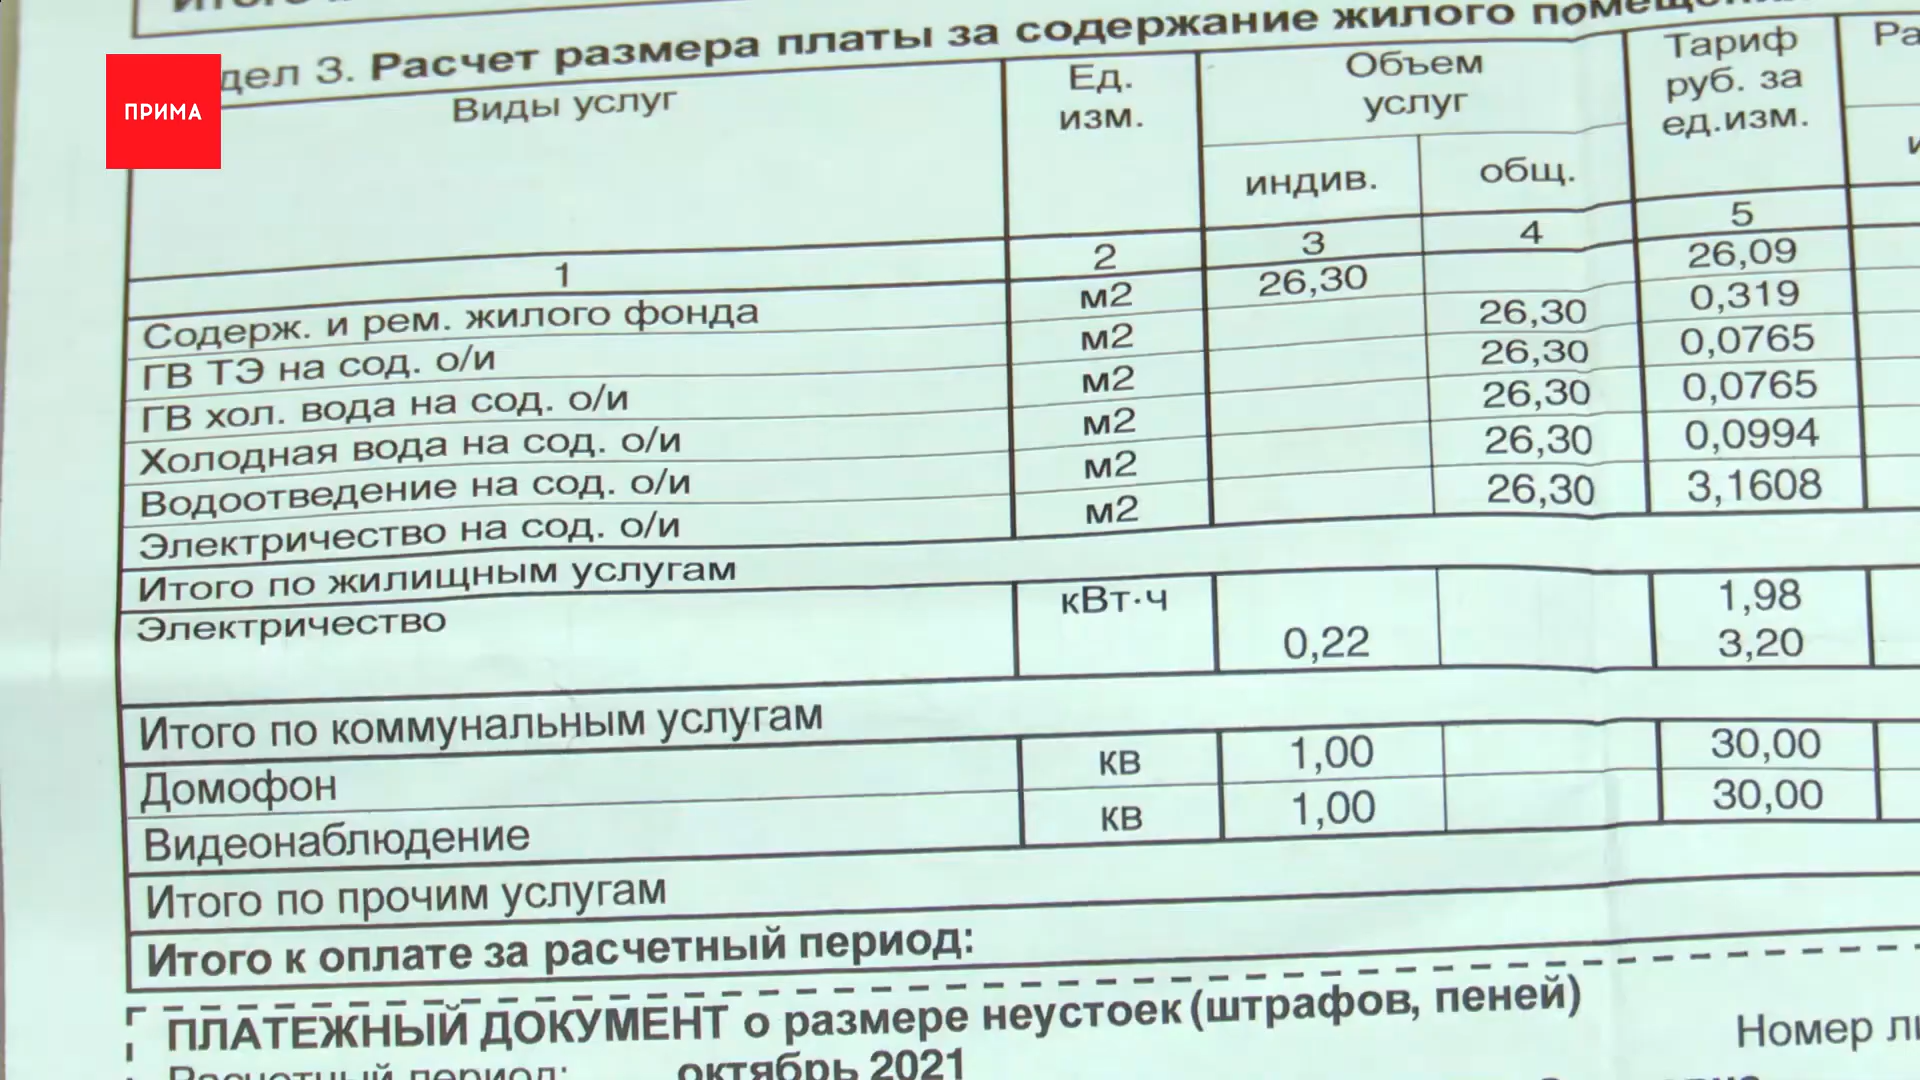 ПРИМА
дел 3. Расчет размера платы за содержание жилого
Виды услуг
Ед. изм.
Объем услуг
Тариф руб. за ед.изм.
индив.
общ.
1 2 3 4 5
Содерж. и рем. жилого фонда м2 26,30 26,09
ГВ ТЭ на сод. о/и м2 26,30 0,319
ГВ хол. вода на сод. о/и м2 26,30 0,0765
Холодная вода на сод. о/и м2 26,30 0,0765
Водоотведение на сод. о/и м2 26,30 0,0994
Электричество на сод. о/и м2 26,30 3,1608
Итого по жилищным услугам
Электричество кВт·ч 1,98
0,22 3,20
Итого по коммунальным услугам
Домофон кв 1,00 30,00
Видеонаблюдение кв 1,00 30,00
Итого по прочим услугам
Итого к оплате за расчетный период:
ПЛАТЕЖНЫЙ ДОКУМЕНТ о размере неустоек (штрафов, пеней)
Номер
Расчетный период: октябрь 2021